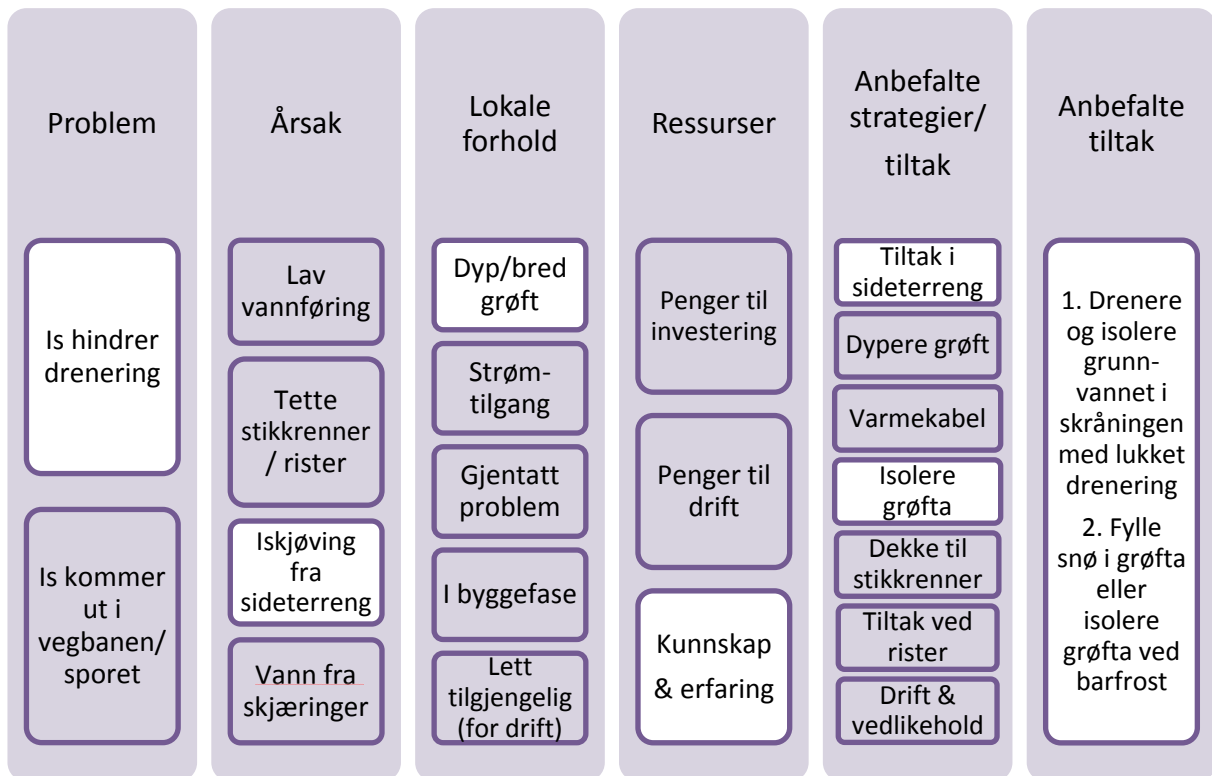 Problem
Is hindrer
drenering
Is kommer
ut i
vegbanen/
sporet
Årsak
Lav
vannføring
Tette
stikkrenner
/ rister
Iskjøving
fra
sideterreng
Vann fra
skjæringer
Lokale
forhold
Dyp/bred
grøft
Strøm-
tilgang
Gjentatt
problem
I byggefase
Lett
tilgjengelig
(for drift)
Ressurser
Penger til
investering
Penger til
drift
Kunnskap
& erfaring
Anbefalte
strategier/
tiltak
Tiltak i
sideterreng
Dypere grøft
Varmekabel
Isolere
grøfta
Dekke til
stikkrenner
Tiltak ved
rister
Drift &
vedlikehold
Anbefalte
tiltak
1. Drenere
og isolere
grunn-
vannet i
skråningen
med lukket
drenering
2. Fylle
snø i grøfta
eller
isolere
grøfta ved
barfrost